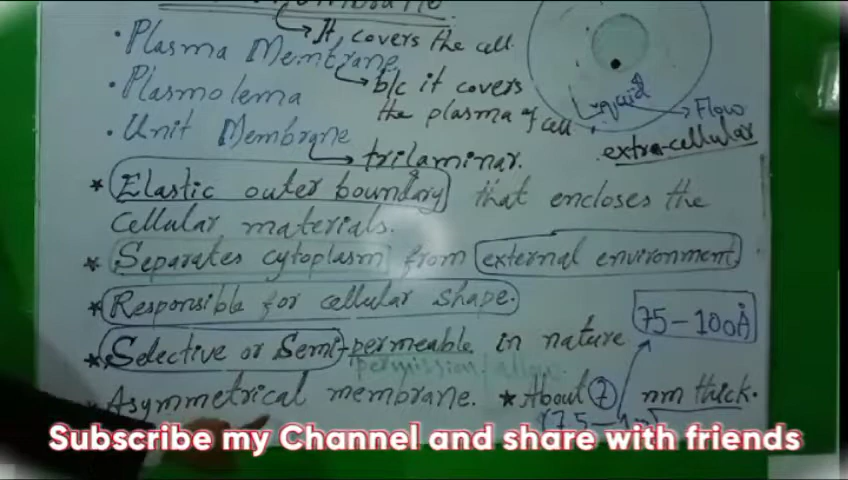 It covers the cell.
• Plasma Membrane
b/c it covers
the plasma of cell.
• Plasmolema
• Unit Membrane
trilaminar.
Liquid → Flow
extra-cellular
* Elastic outer boundary that encloses the
cellular materials.
* Separates cytoplasm from external environment.
* Responsible for cellular shape.
75-100Å
* Selective or Semi-permeable in nature
permission/allow
* Asymmetrical membrane. * About 7 nm thick.
Subscribe my Channel and share with friends